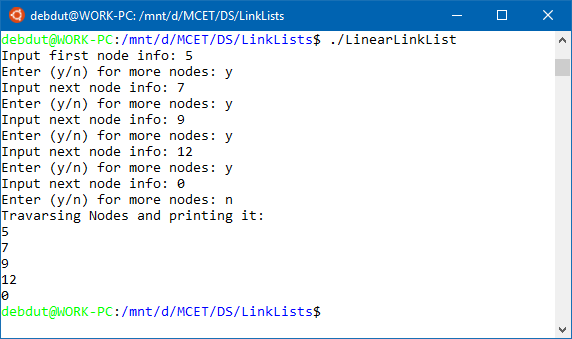 debdut@WORK-PC: /mnt/d/MCET/DS/LinkLists
debdut@WORK-PC:/mnt/d/MCET/DS/LinkLists$ ./LinearLinkList
Input first node info: 5
Enter (y/n) for more nodes: y
Input next node info: 7
Enter (y/n) for more nodes: y
Input next node info: 9
Enter (y/n) for more nodes: y
Input next node info: 12
Enter (y/n) for more nodes: y
Input next node info: 0
Enter (y/n) for more nodes: n
Travarsing Nodes and printing it:
5
7
9
12
0
debdut@WORK-PC:/mnt/d/MCET/DS/LinkLists$